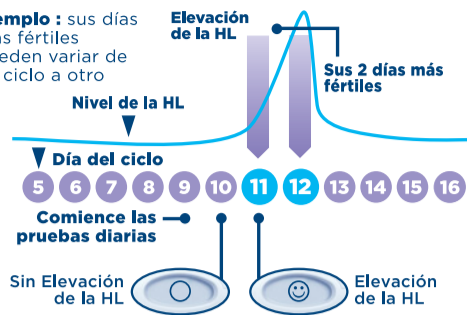 emplo : sus días
ás fértiles
eden variar de
ciclo a otro
Elevación
de la HL
Sus 2 días más
fértiles
Nivel de la HL
Día del ciclo
5 6 7 8 9 10 11 12 13 14 15 16
Comience las
pruebas diarias
Sin Elevación
de la HL
Elevación
de la HL